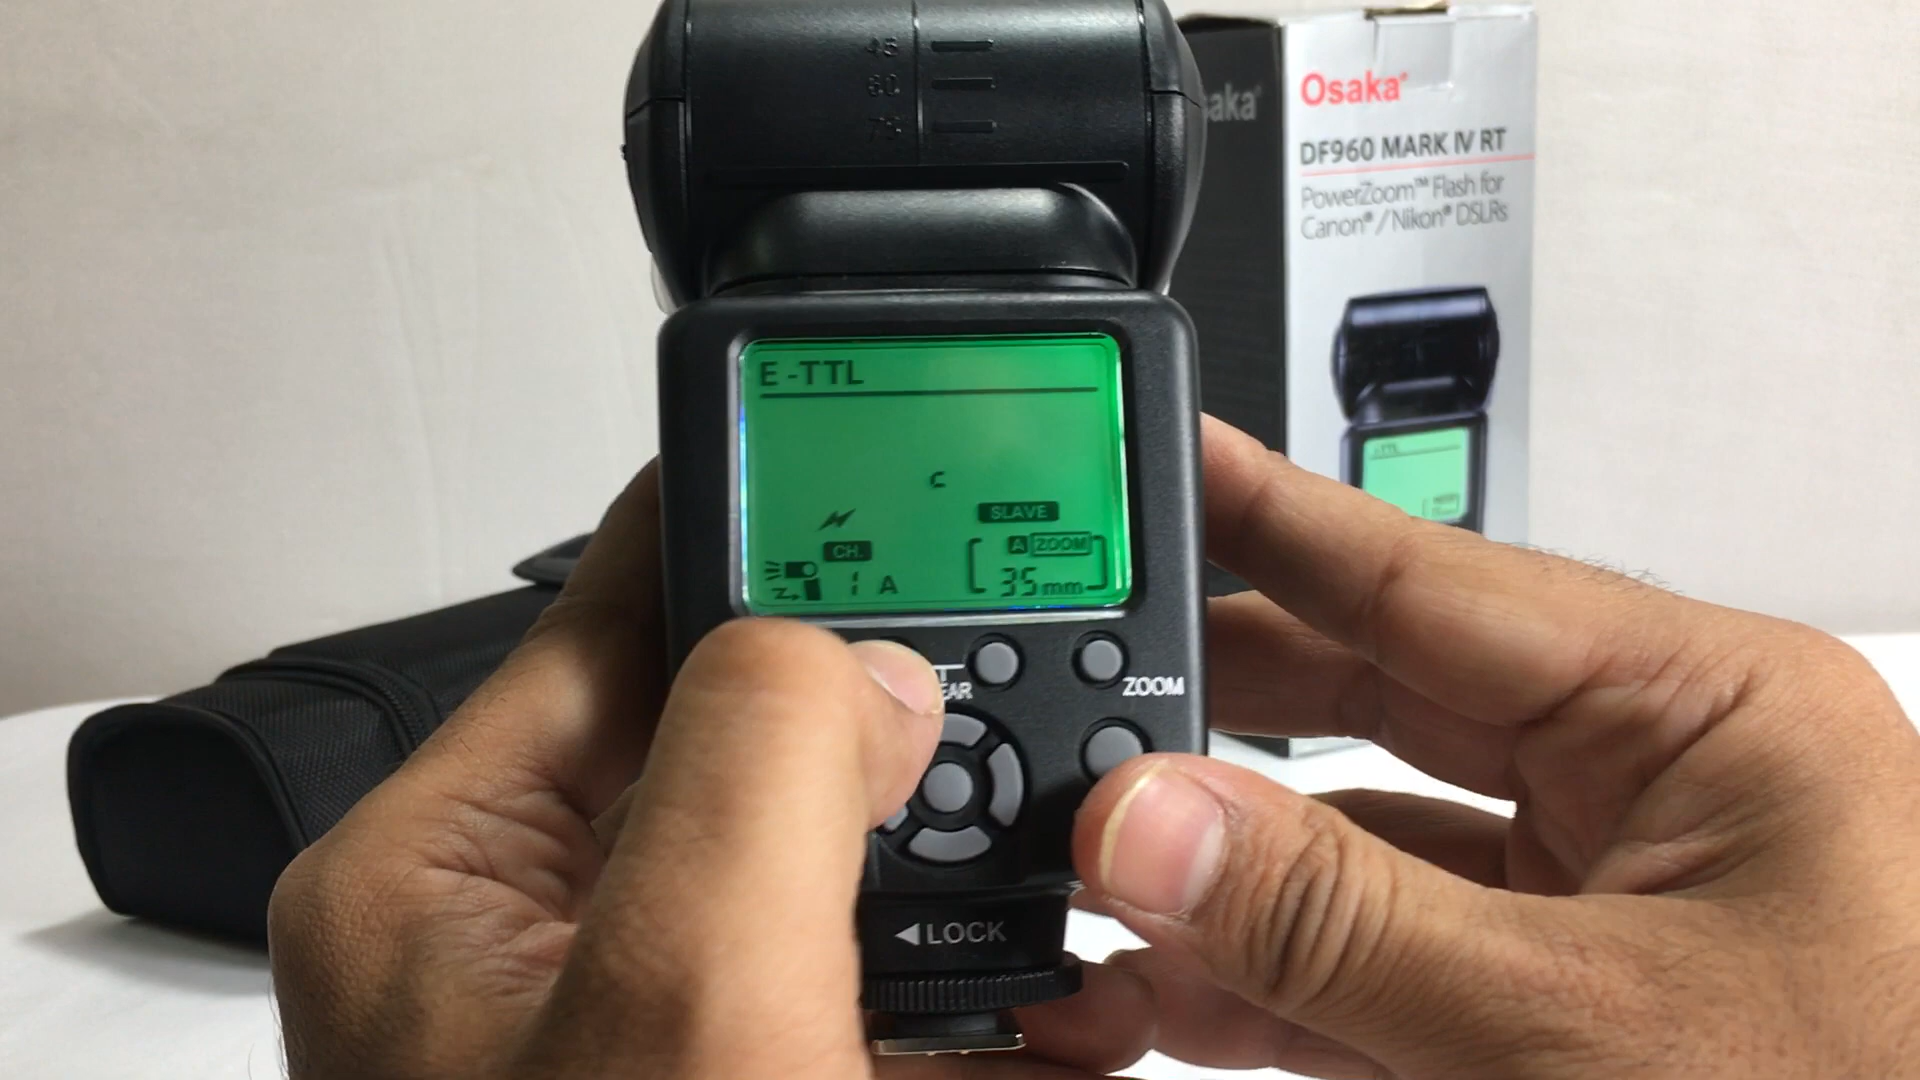 45
60
75
E-TTL
c
SLAVE
CH.
A ZOOM
1 A
35mm
Z
ZOOM
◀LOCK
Osaka®
DF960 MARK IV RT
PowerZoom™ Flash for
Canon®/Nikon® DSLRs